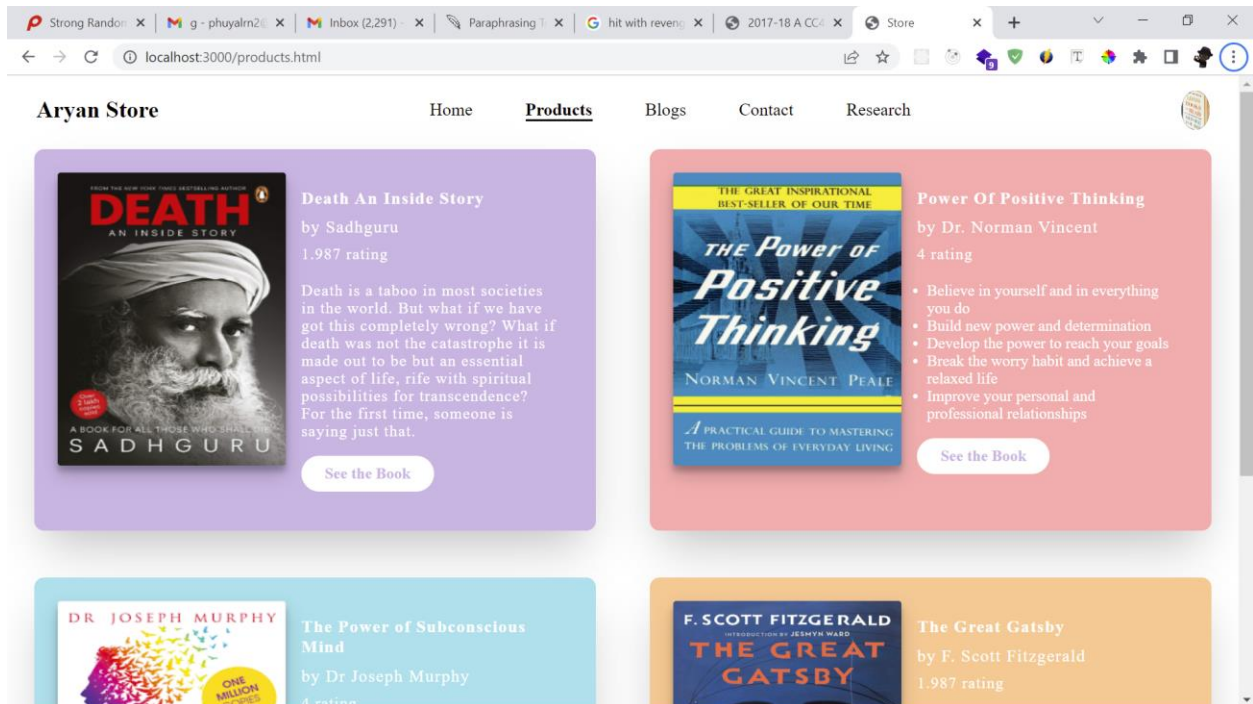 Strong Randon
g - phuyalrn2@
Inbox (2,291) -
Paraphrasing T
hit with reveng
2017-18 A CC4
Store
localhost:3000/products.html
9
Aryan Store
Home Products Blogs Contact Research
FROM THE NEW YORK TIMES BESTSELLING AUTHOR
DEATH
AN INSIDE STORY
Over
2 lakh
copies
sold
A BOOK FOR ALL THOSE WHO SHALL DIE
SADHGURU
Death An Inside Story
by Sadhguru
1.987 rating
Death is a taboo in most societies
in the world. But what if we have
got this completely wrong? What if
death was not the catastrophe it is
made out to be but an essential
aspect of life, rife with spiritual
possibilities for transcendence?
For the first time, someone is
saying just that.
See the Book
THE GREAT INSPIRATIONAL
BEST-SELLER OF OUR TIME
THE Power OF
Positive
Thinking
NORMAN VINCENT PEALE
A PRACTICAL GUIDE TO MASTERING
THE PROBLEMS OF EVERYDAY LIVING
Power Of Positive Thinking
by Dr. Norman Vincent
4 rating
Believe in yourself and in everything
you do
Build new power and determination
Develop the power to reach your goals
Break the worry habit and achieve a
relaxed life
Improve your personal and
professional relationships
See the Book
DR JOSEPH MURPHY
ONE
MILLION
COPIES
The Power of Subconscious
Mind
by Dr Joseph Murphy
4 rating
F. SCOTT FITZGERALD
INTRODUCTION BY JESMYN WARD
THE GREAT
GATSBY
The Great Gatsby
by F. Scott Fitzgerald
1.987 rating